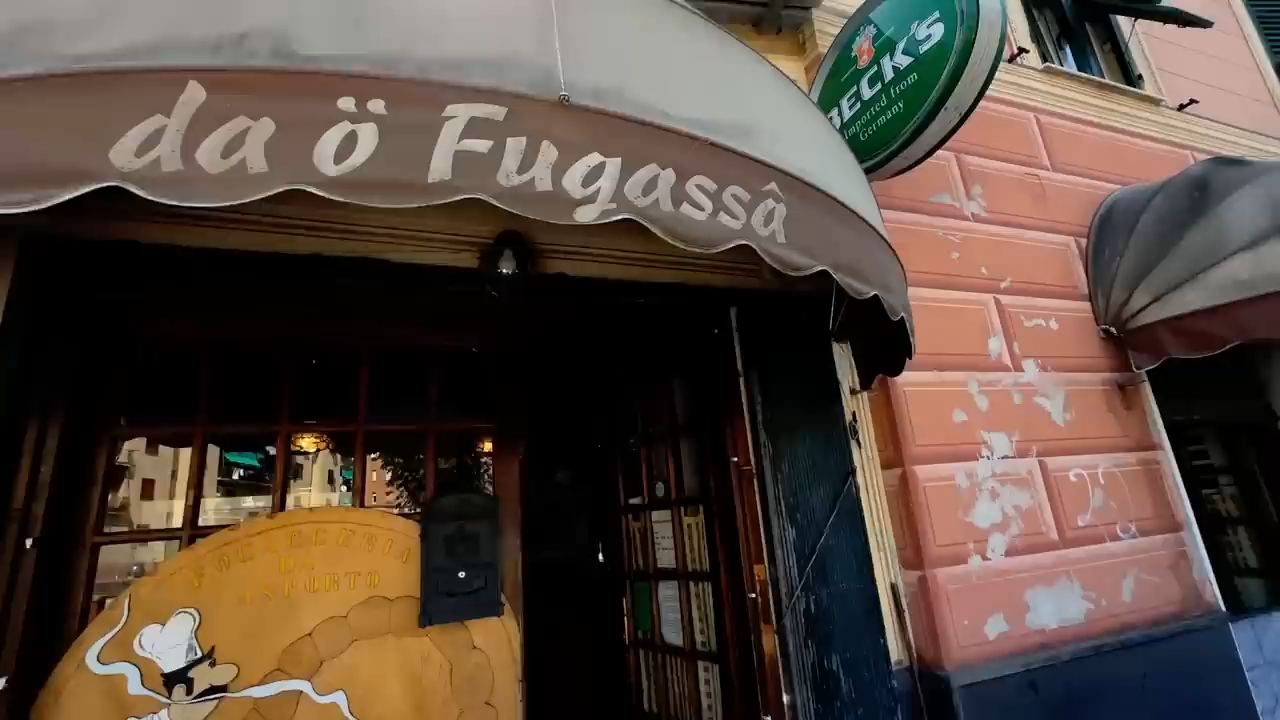 da ö Fugassâ
BECK'S
Imported from
Germany
FOCACCERIA
DA
ASPORTO